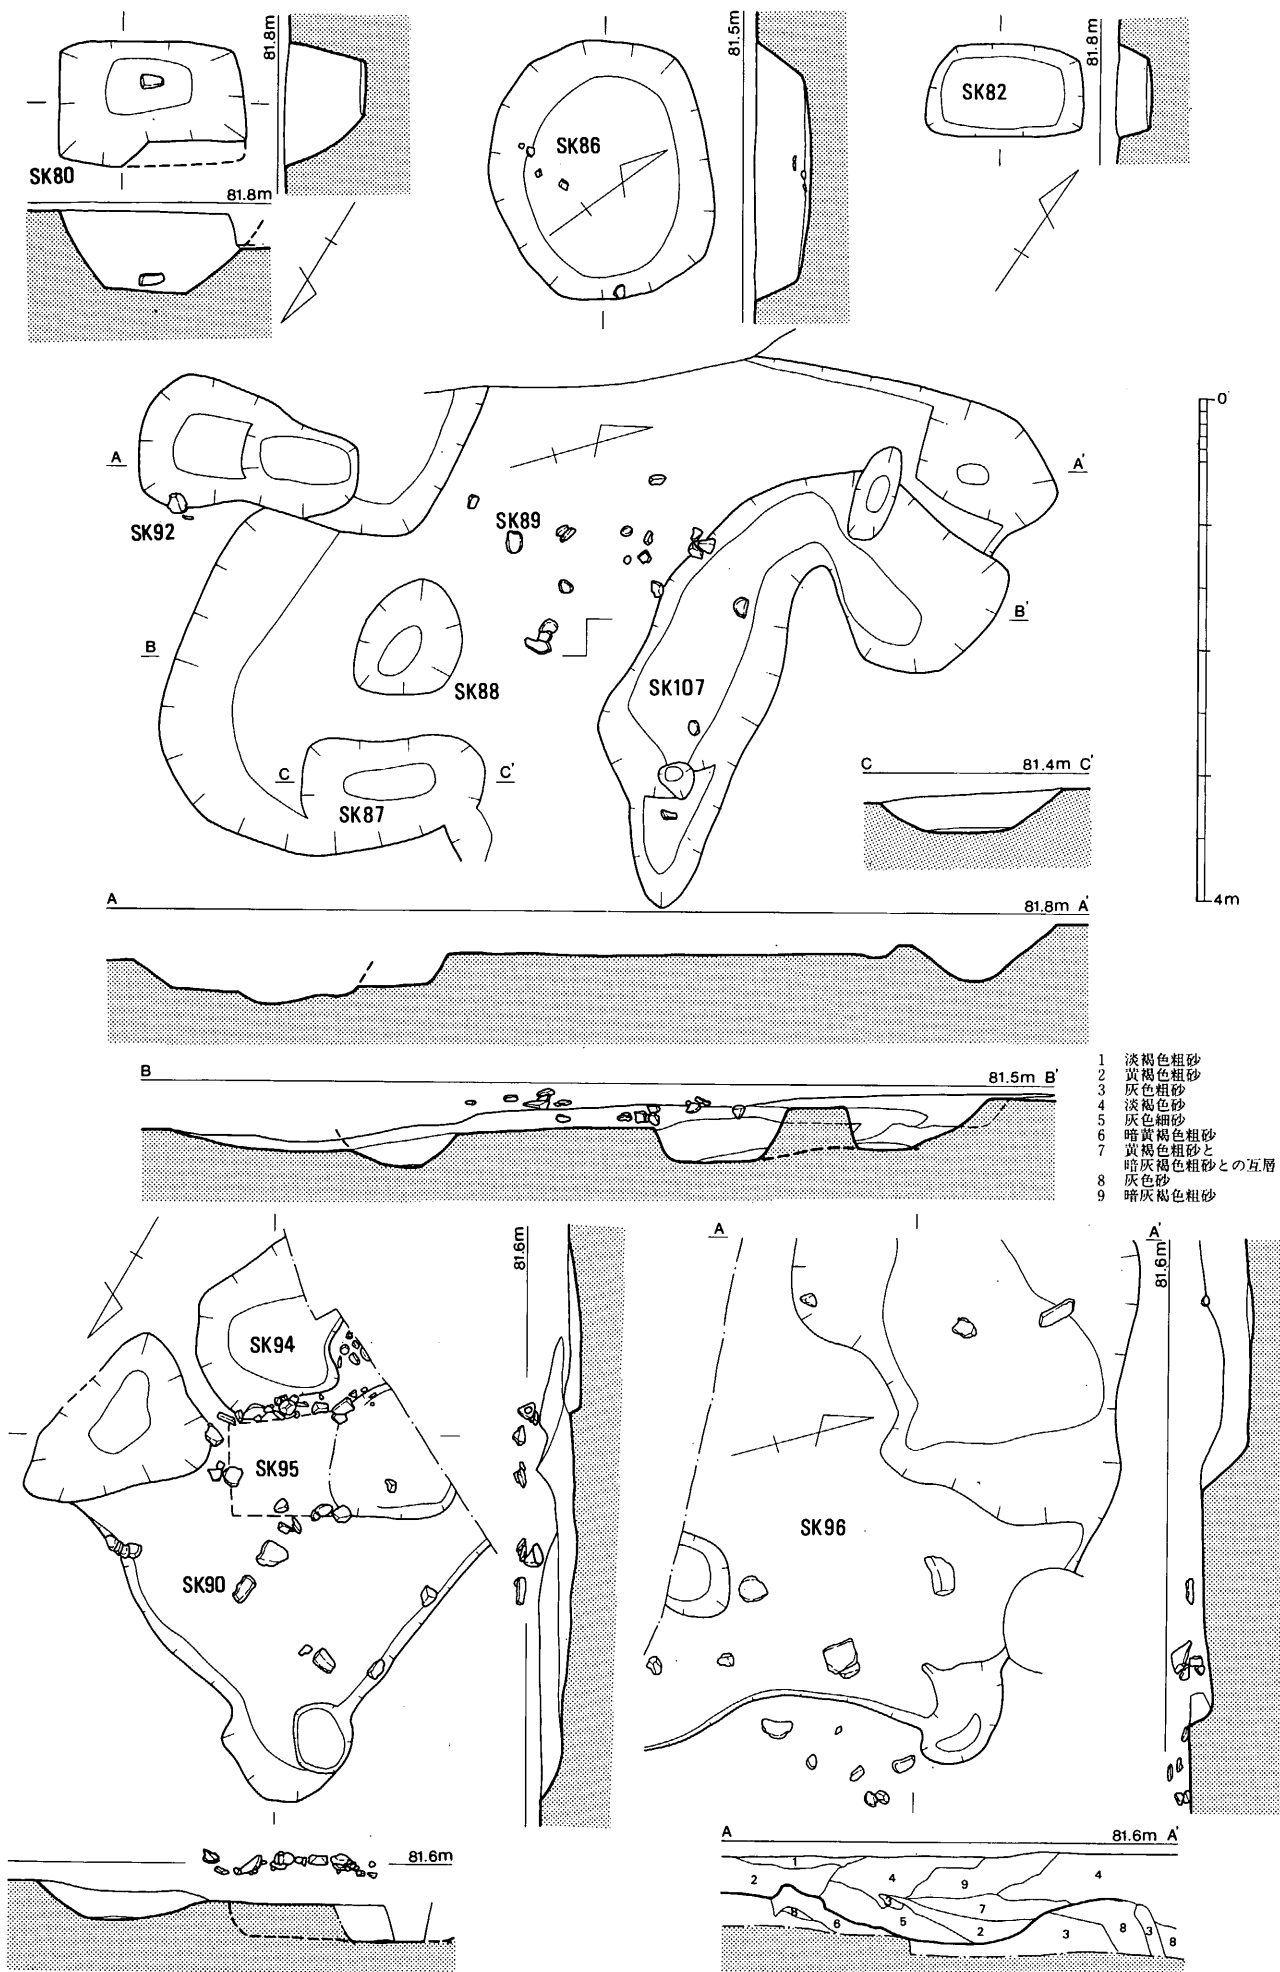 81.8m
SK80
81.8m
SK86
81.5m
SK82
81.8m
0
4m
A
A'
SK92
SK89
B
B'
SK88
SK107
C
C'
SK87
C
81.4m C'
A
81.8m A'
B
81.5m B'
1 淡褐色粗砂
2 黄褐色粗砂
3 灰色粗砂
4 淡褐色砂
5 灰色細砂
6 暗黄褐色粗砂
7 黄褐色粗砂と
暗灰褐色粗砂との互層
8 灰色砂
9 暗灰褐色粗砂
SK94
SK95
SK90
81.6m
81.6m
A
A'
81.6m
SK96
A
81.6m A'
1
2
4
9
4
3
7
8
6
5
2
3
8
3
8